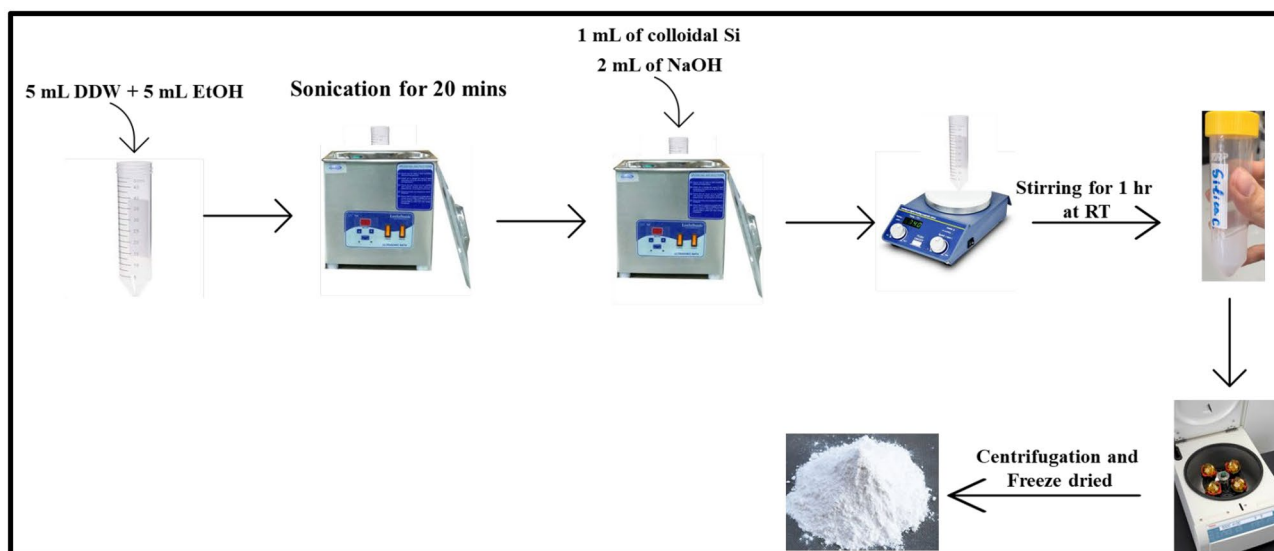 5 mL DDW + 5 mL EtOH
Sonication for 20 mins
1 mL of colloidal Si
2 mL of NaOH
Stirring for 1 hr
at RT
Silica
Centrifugation and
Freeze dried